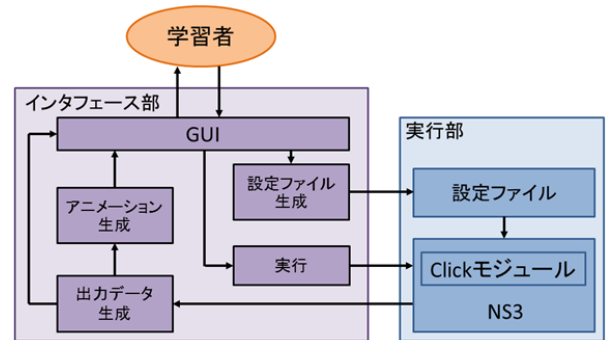 学習者
インタフェース部
GUI
設定ファイル
生成
アニメーション
生成
実行
出力データ
生成
実行部
設定ファイル
Clickモジュール
NS3